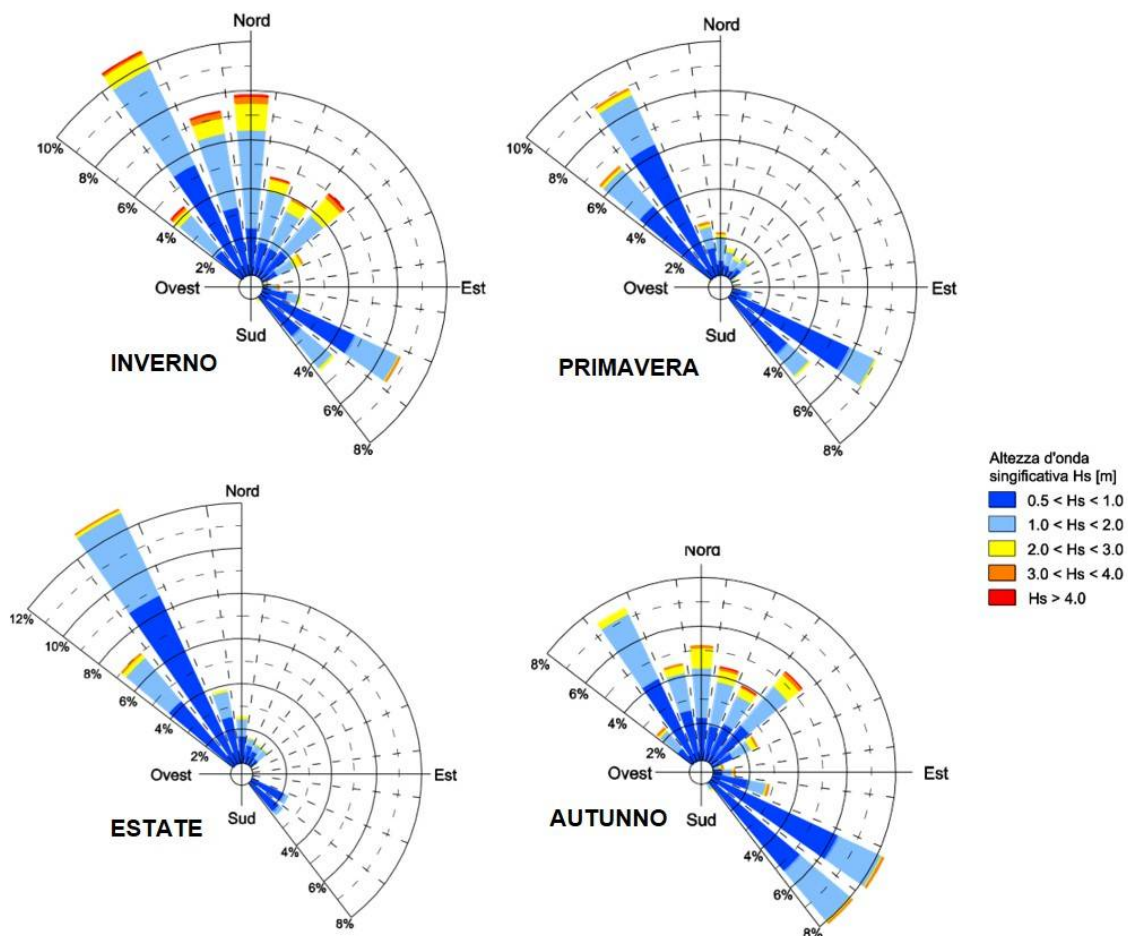 Nord
10%
8%
6%
4%
2%
Ovest
Est
Sud
4%
6%
8%
INVERNO
Nord
10%
8%
6%
4%
2%
Ovest
Est
Sud
4%
6%
8%
PRIMAVERA
Altezza d'onda
singificativa Hs [m]
0.5 < Hs < 1.0
1.0 < Hs < 2.0
2.0 < Hs < 3.0
3.0 < Hs < 4.0
Hs > 4.0
Nord
12%
10%
8%
6%
4%
2%
Ovest
Est
Sud
4%
6%
8%
ESTATE
Nord
8%
6%
4%
2%
Ovest
Est
Sud
4%
6%
8%
AUTUNNO